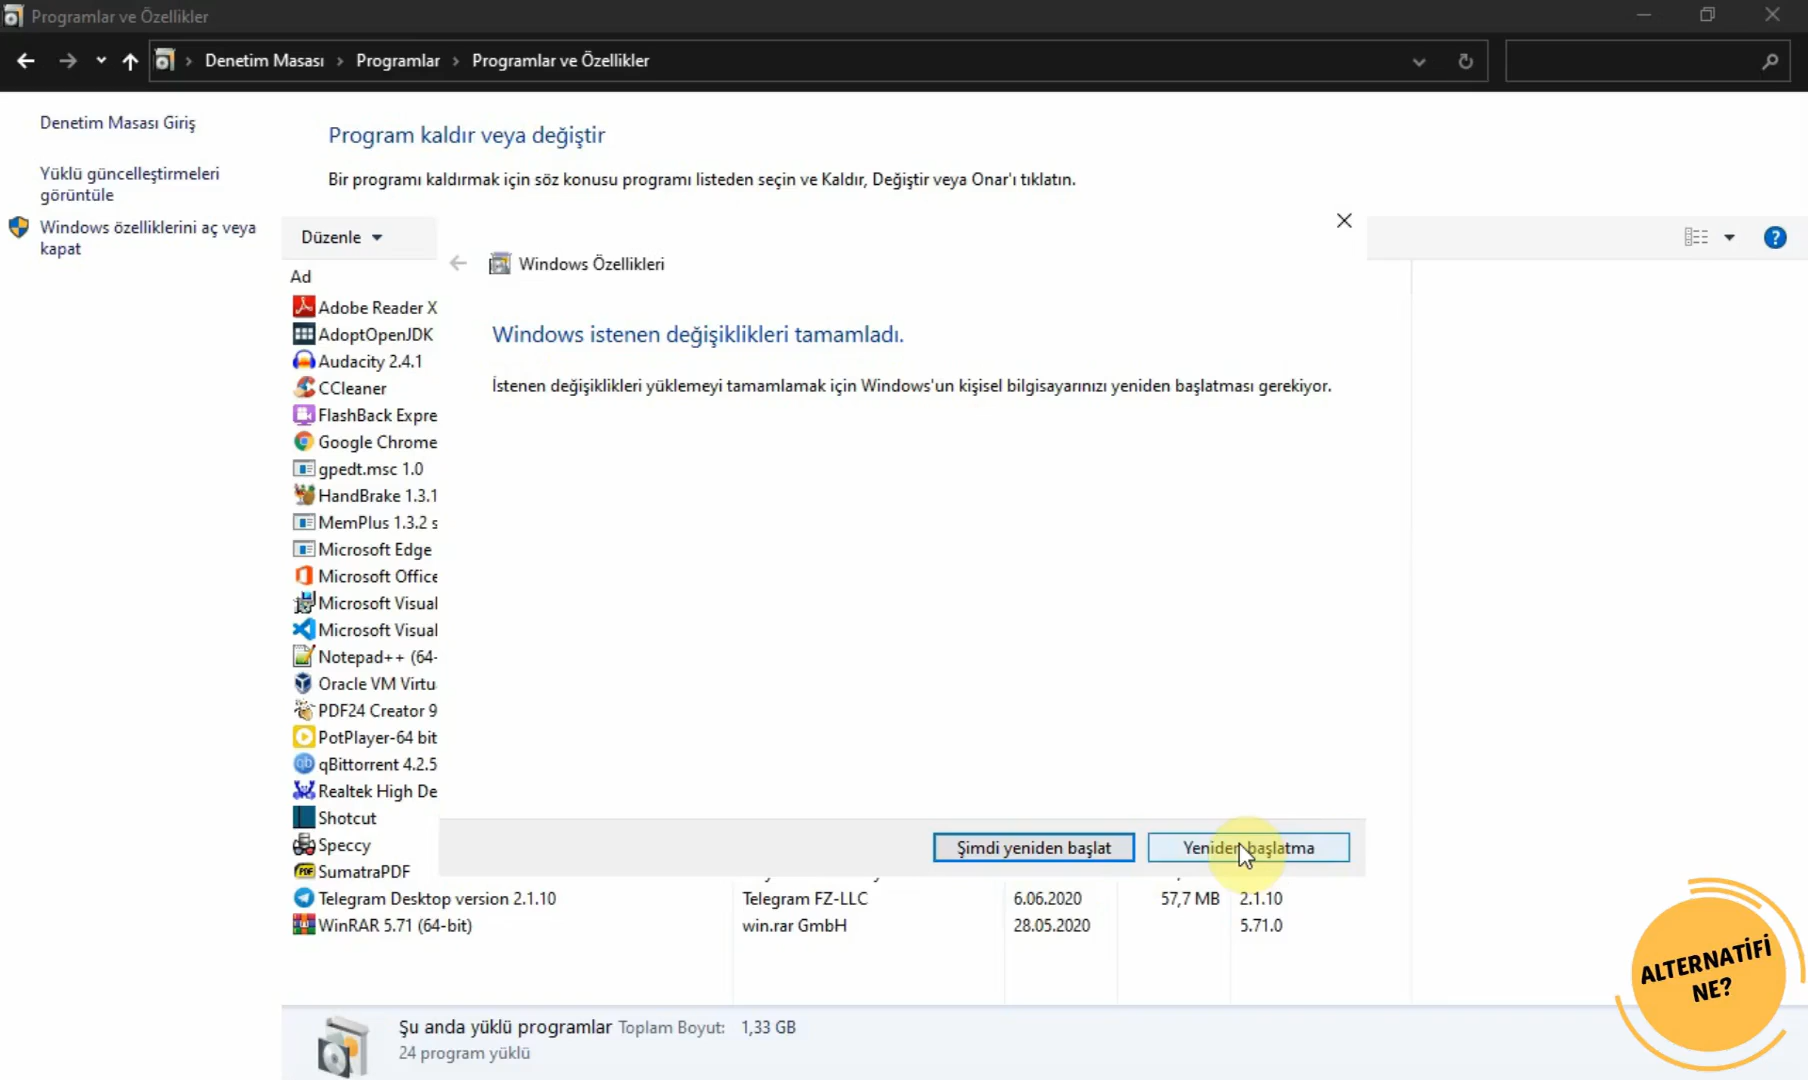 Programlar ve Özellikler
Denetim Masası
Programlar
Programlar ve Özellikler
Denetim Masası Giriş
Yüklü güncelleştirmeleri
görüntüle
Windows özelliklerini aç veya
kapat
Program kaldır veya değiştir
Bir programı kaldırmak için söz konusu programı listeden seçin ve Kaldır, Değiştir veya Onar'ı tıklatın.
Düzenle
Ad
Adobe Reader X
AdoptOpenJDK
Audacity 2.4.1
CCleaner
FlashBack Expre
Google Chrome
gpedt.msc 1.0
HandBrake 1.3.1
MemPlus 1.3.2 s
Microsoft Edge
Microsoft Office
Microsoft Visual
Microsoft Visual
Notepad++ (64-
Oracle VM Virtu
PDF24 Creator 9
PotPlayer-64 bit
qBittorrent 4.2.5
Realtek High De
Shotcut
Speccy
SumatraPDF
Telegram Desktop version 2.1.10 Telegram FZ-LLC 6.06.2020 57,7 MB 2.1.10
WinRAR 5.71 (64-bit) win.rar GmbH 28.05.2020 5.71.0
Windows Özellikleri
Windows istenen değişiklikleri tamamladı.
İstenen değişiklikleri yüklemeyi tamamlamak için Windows'un kişisel bilgisayarınızı yeniden başlatması gerekiyor.
Şimdi yeniden başlat
Yeniden başlatma
Şu anda yüklü programlar Toplam Boyut: 1,33 GB
24 program yüklü
ALTERNATİFİ
NE?